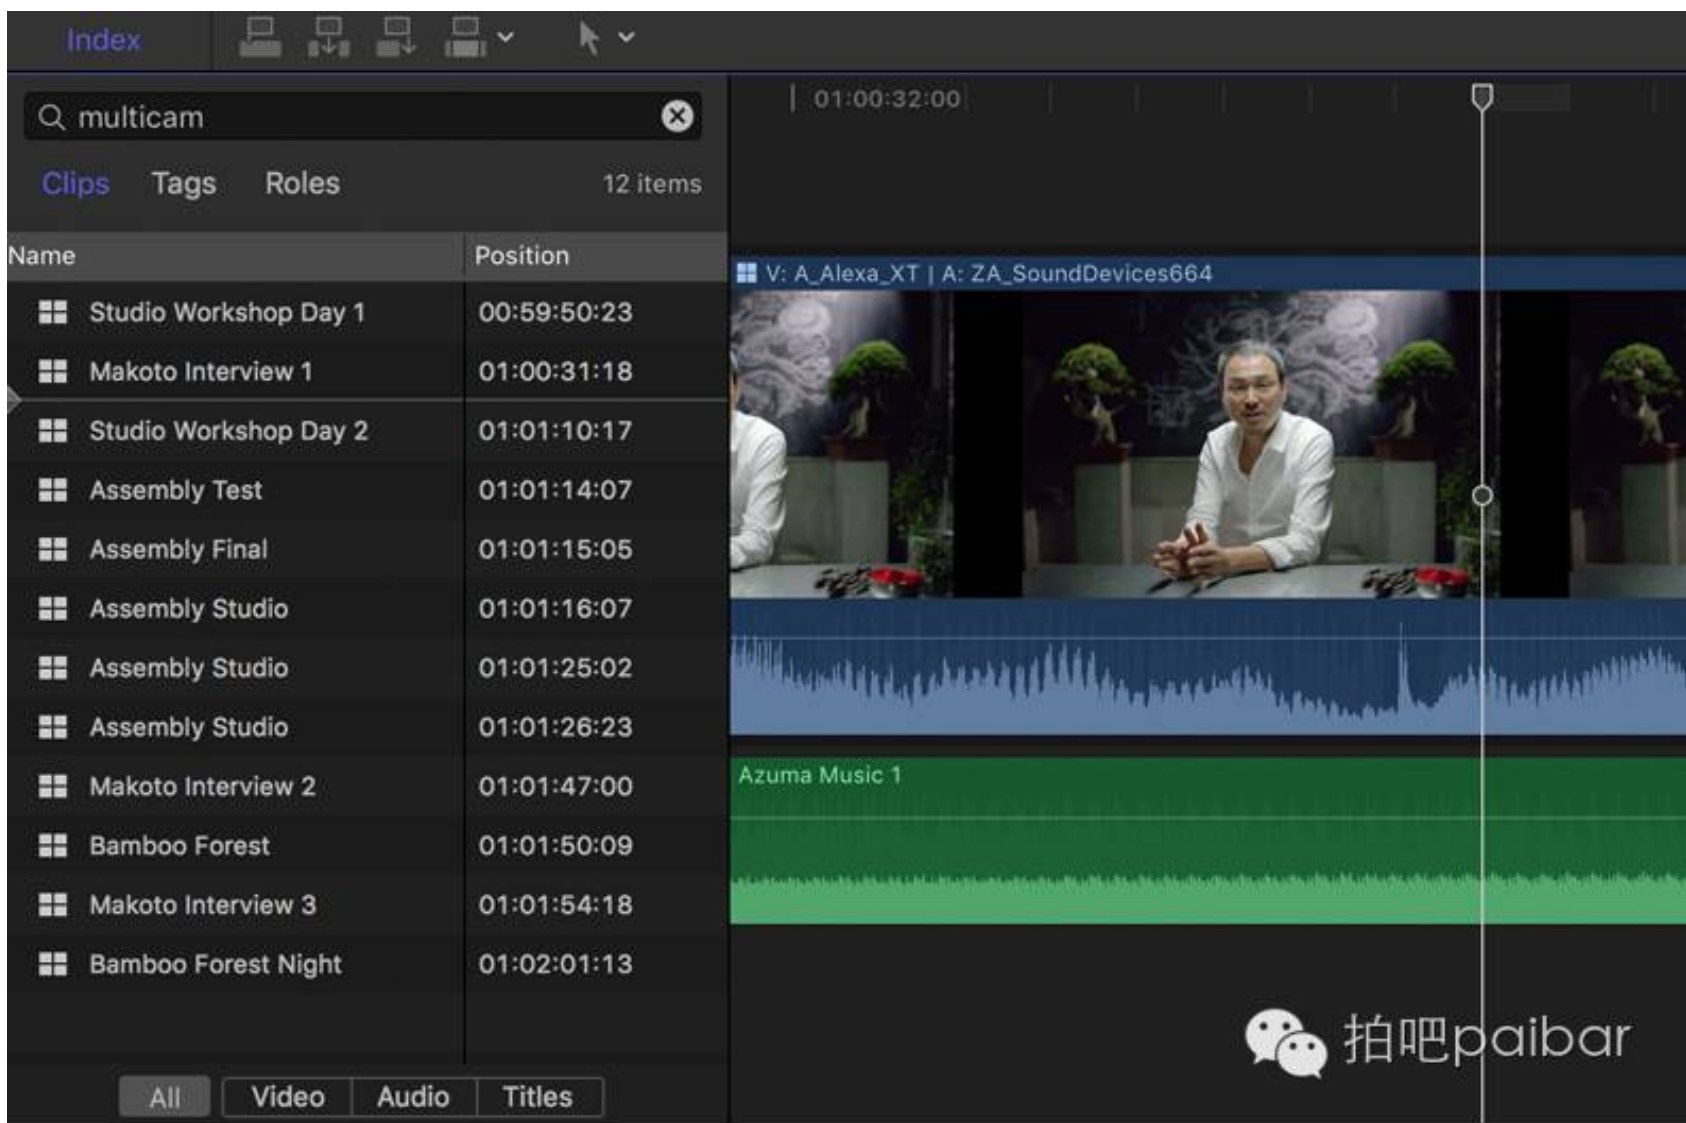 Index
multicam
Clips Tags Roles 12 items
Name Position
Studio Workshop Day 1 00:59:50:23
Makoto Interview 1 01:00:31:18
Studio Workshop Day 2 01:01:10:17
Assembly Test 01:01:14:07
Assembly Final 01:01:15:05
Assembly Studio 01:01:16:07
Assembly Studio 01:01:25:02
Assembly Studio 01:01:26:23
Makoto Interview 2 01:01:47:00
Bamboo Forest 01:01:50:09
Makoto Interview 3 01:01:54:18
Bamboo Forest Night 01:02:01:13
All Video Audio Titles
01:00:32:00
V: A_Alexa_XT | A: ZA_SoundDevices664
Azuma Music 1
拍吧paibar